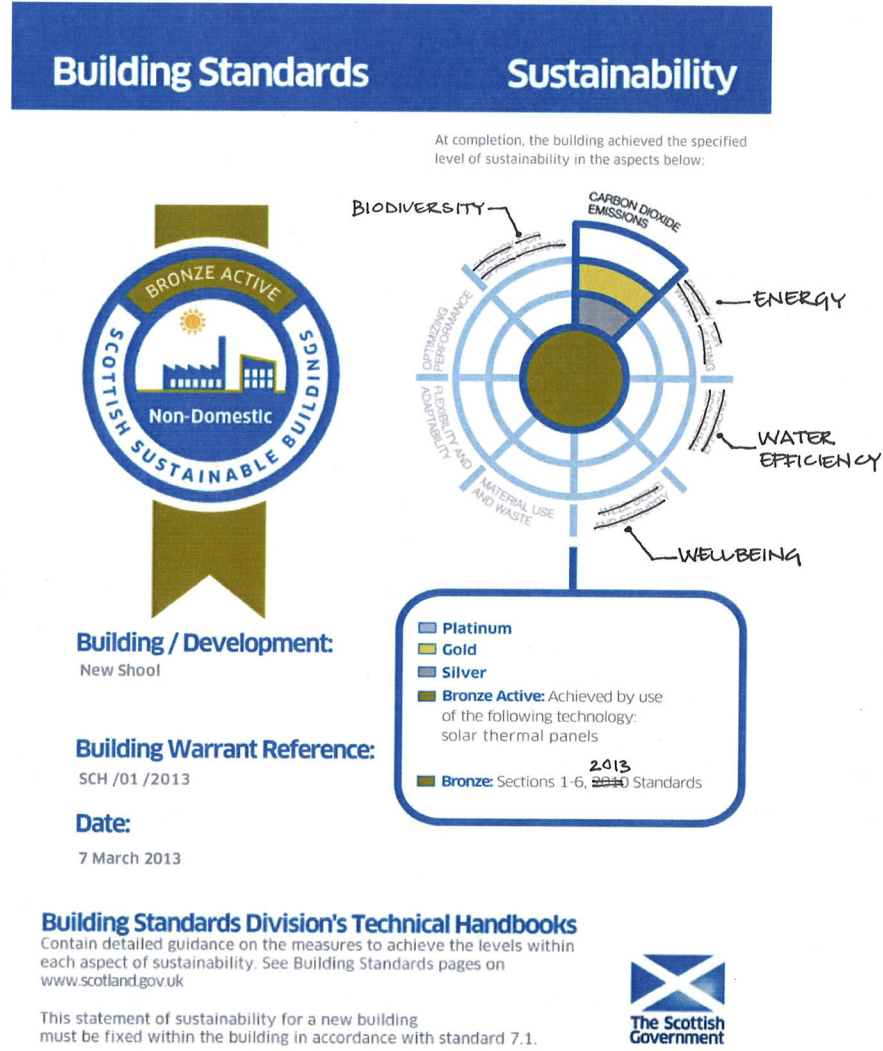 Building Standards
Sustainability
At completion, the building achieved the specified
level of sustainability in the aspects below:
BIODIVERSITY
CARBON DIOXIDE
EMISSIONS
ENERGY
WATER
EFFICIENCY
WELL-BEING
AND SECURITY
WELLBEING
MATERIAL USE
AND WASTE
FLEXIBILITY AND
ADAPTABILITY
OPTIMIZING
PERFORMANCE
BRONZE ACTIVE
Non-Domestic
SCOTTISH SUSTAINABLE BUILDINGS
Platinum
Gold
Silver
Bronze Active: Achieved by use
of the following technology:
solar thermal panels
2013
Bronze: Sections 1-6, 2010 Standards
Building / Development:
New Shool
Building Warrant Reference:
SCH /01 /2013
Date:
7 March 2013
Building Standards Division's Technical Handbooks
Contain detailed guidance on the measures to achieve the levels within
each aspect of sustainability. See Building Standards pages on
www.scotland.gov.uk
This statement of sustainability for a new building
must be fixed within the building in accordance with standard 7.1.
The Scottish
Government